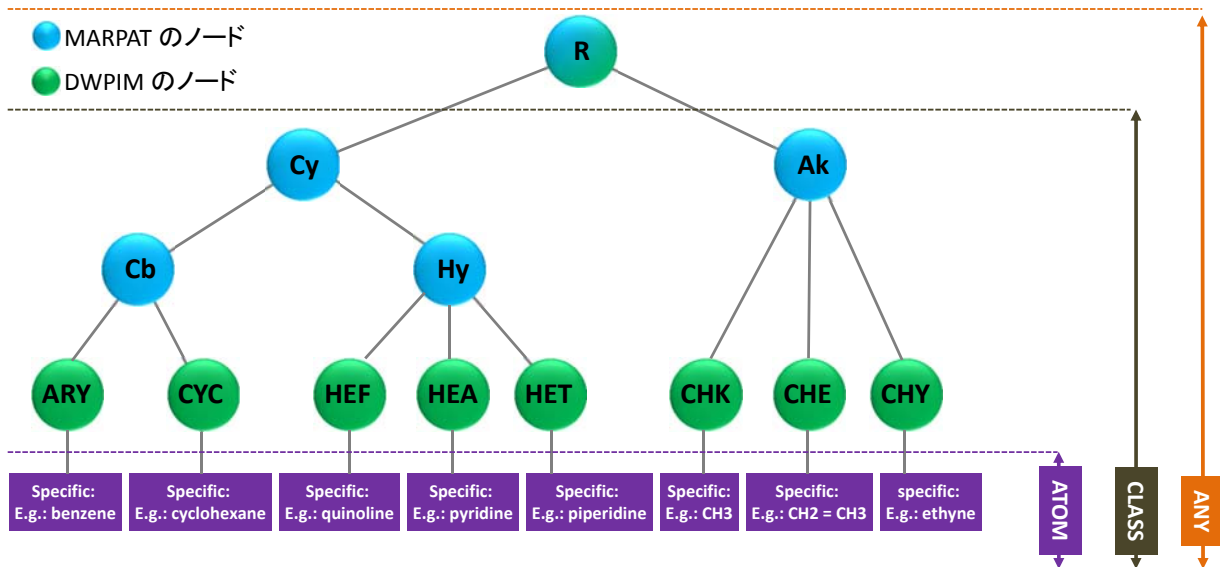 MARPAT のノード
DWPIM のノード
R
Cy
Ak
Cb
Hy
ARY
CYC
HEF
HEA
HET
CHK
CHE
CHY
Specific:
E.g.: benzene
Specific:
E.g.: cyclohexane
Specific:
E.g.: quinoline
Specific:
E.g.: pyridine
Specific:
E.g.: piperidine
Specific:
E.g.: CH3
Specific:
E.g.: CH2 = CH3
specific:
E.g.: ethyne
ATOM
CLASS
ANY